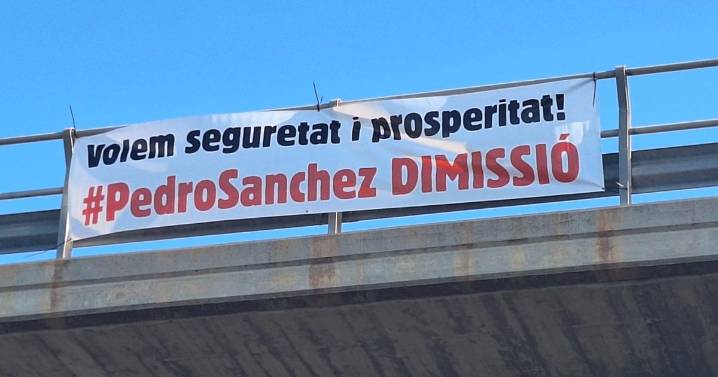 Volem seguretat i prosperitat!
#PedroSanchez DIMISSIÓ